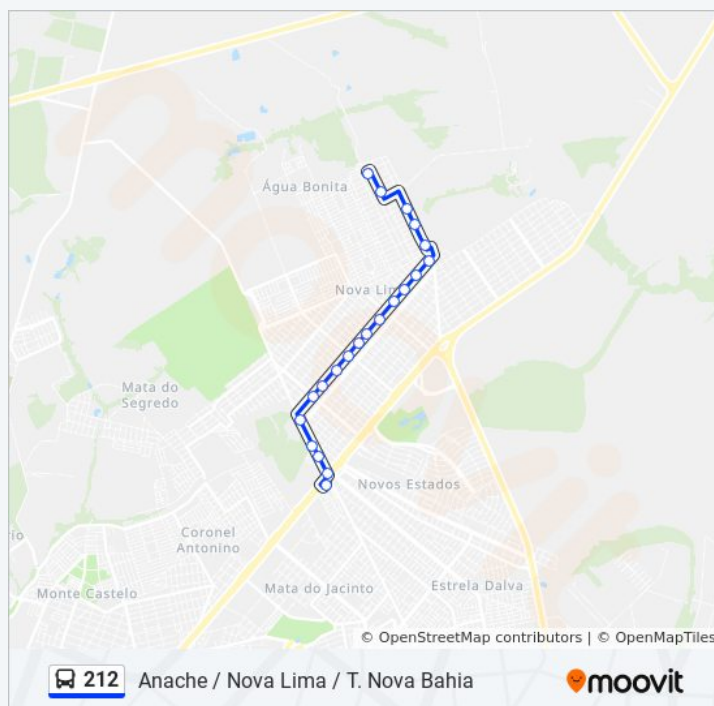 Água Bonita
Nova Lima
Mata do
Segredo
Novos Estados
Coronel
Antonino
Mata do Jacinto
Estrela Dalva
Monte Castelo
© OpenStreetMap contributors | © OpenMapTiles
212 Anache / Nova Lima / T. Nova Bahia
moovit